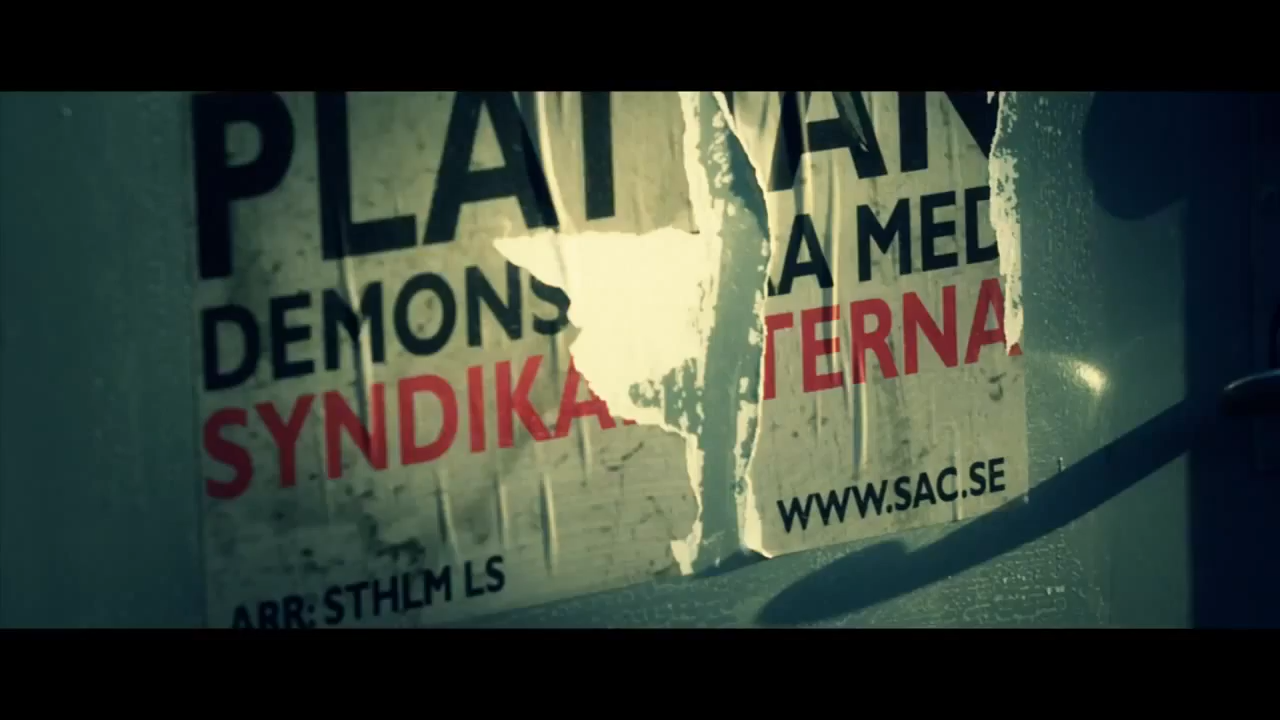 PLAT AN
DEMONS A MED
SYNDIKA TERNA
WWW.SAC.SE
ARR: STHLM LS